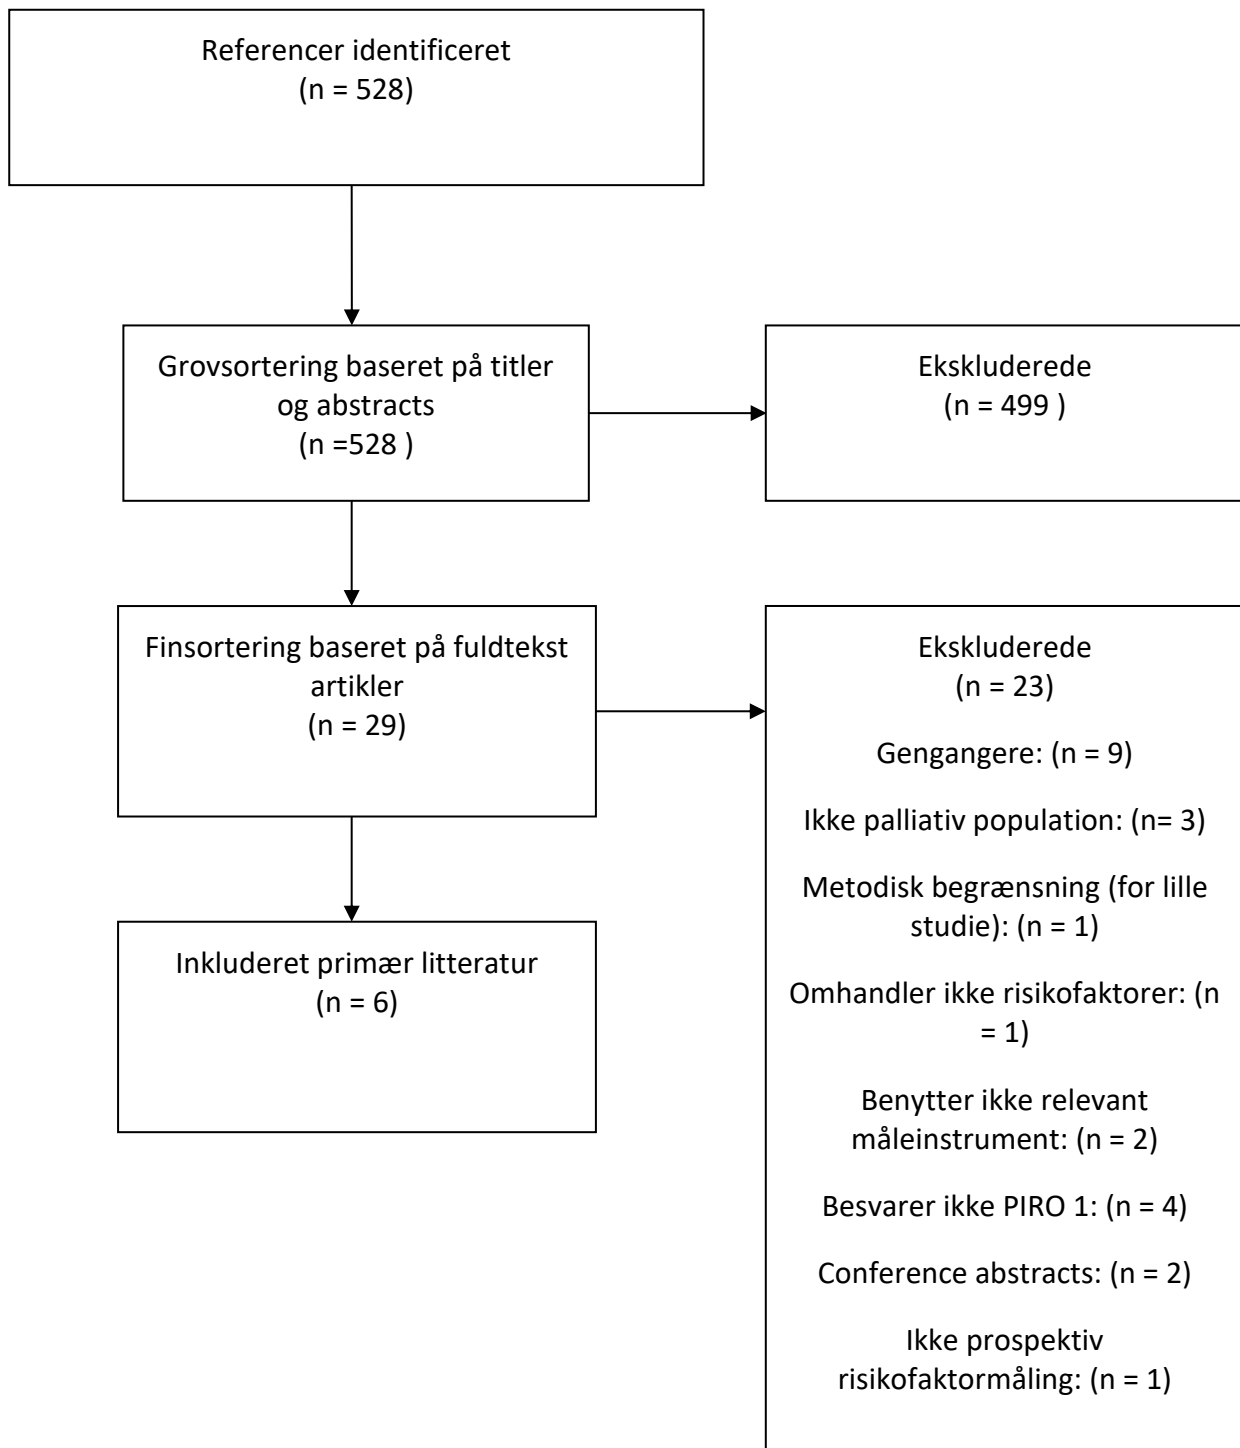 Referencer identificeret
(n = 528)
Grovsortering baseret på titler
og abstracts
(n =528 )
Ekskluderede
(n = 499 )
Finsortering baseret på fuldtekst
artikler
(n = 29)
Ekskluderede
(n = 23)
Gengangere: (n = 9)
Ikke palliativ population: (n= 3)
Metodisk begrænsning (for lille
studie): (n = 1)
Omhandler ikke risikofaktorer: (n
= 1)
Benytter ikke relevant
måleinstrument: (n = 2)
Besvarer ikke PIRO 1: (n = 4)
Conference abstracts: (n = 2)
Ikke prospektiv
risikofaktormåling: (n = 1)
Inkluderet primær litteratur
(n = 6)